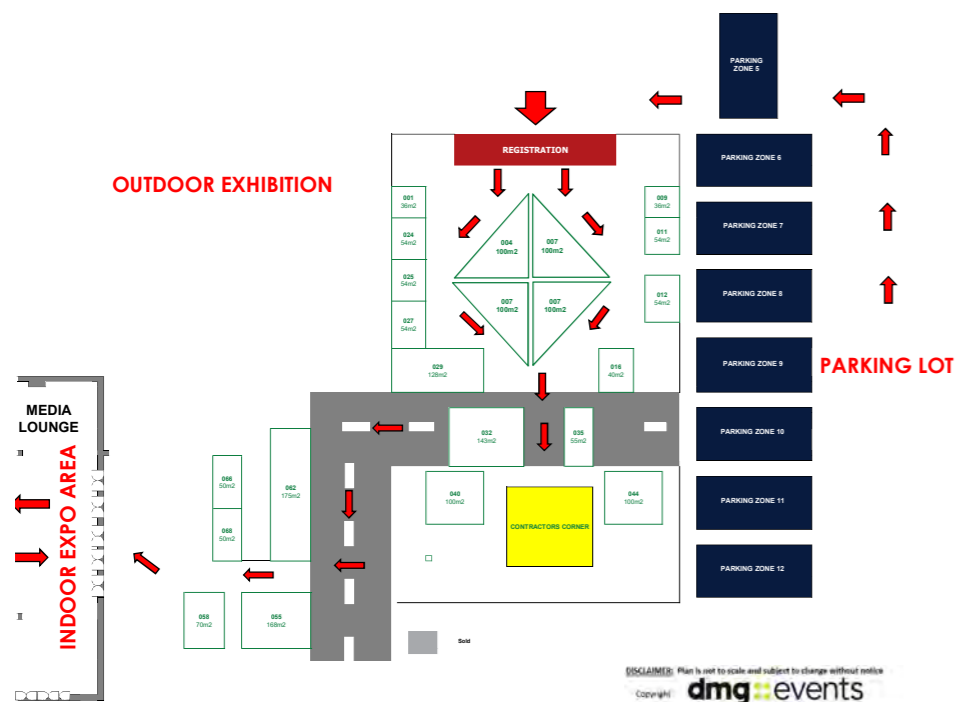 PARKING
ZONE 5
REGISTRATION
PARKING ZONE 6
OUTDOOR EXHIBITION
001
36m2
009
36m2
024
54m2
004
100m2
007
100m2
011
54m2
PARKING ZONE 7
025
54m2
012
54m2
PARKING ZONE 8
027
54m2
007
100m2
007
100m2
029
128m2
016
40m2
PARKING ZONE 9
PARKING LOT
MEDIA
LOUNGE
INDOOR EXPO AREA
032
143m2
035
55m2
PARKING ZONE 10
066
50m2
062
175m2
040
100m2
044
100m2
PARKING ZONE 11
068
50m2
CONTRACTORS CORNER
PARKING ZONE 12
058
70m2
055
168m2
Sold
DISCLAIMER: Plan is not to scale and subject to change without notice
Copyright dmg::events